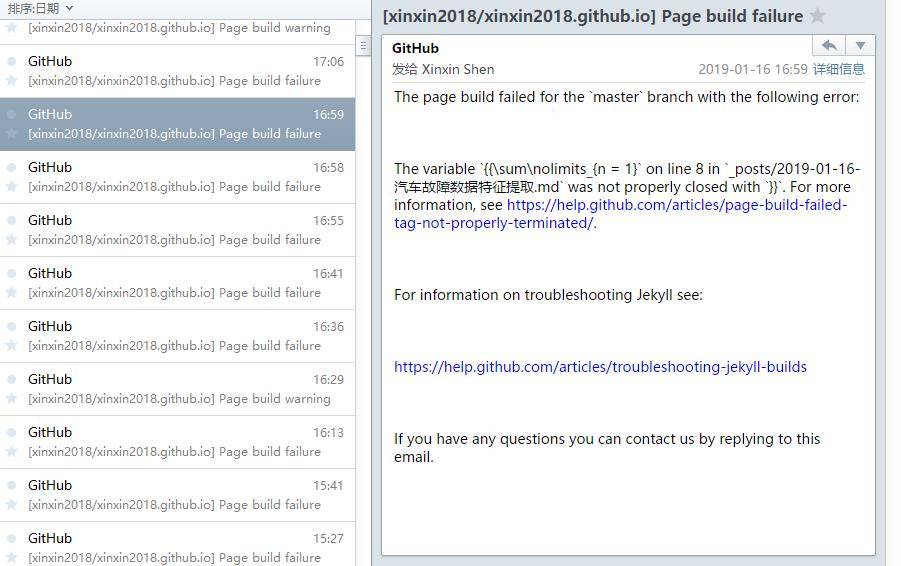 排序:日期
[xinxin2018/xinxin2018.github.io] Page build warning
GitHub 17:06
[xinxin2018/xinxin2018.github.io] Page build failure
GitHub 16:59
[xinxin2018/xinxin2018.github.io] Page build failure
GitHub 16:58
[xinxin2018/xinxin2018.github.io] Page build failure
GitHub 16:55
[xinxin2018/xinxin2018.github.io] Page build failure
GitHub 16:41
[xinxin2018/xinxin2018.github.io] Page build failure
GitHub 16:36
[xinxin2018/xinxin2018.github.io] Page build failure
GitHub 16:29
[xinxin2018/xinxin2018.github.io] Page build warning
GitHub 16:13
[xinxin2018/xinxin2018.github.io] Page build failure
GitHub 15:41
[xinxin2018/xinxin2018.github.io] Page build failure
GitHub 15:27
[xinxin2018/xinxin2018.github.io] Page build failure
[xinxin2018/xinxin2018.github.io] Page build failure
GitHub
发给 Xinxin Shen 2019-01-16 16:59 详细信息
The page build failed for the `master` branch with the following error:
The variable `{{\sum\nolimits_{n = 1}` on line 8 in `_posts/2019-01-16-
汽车故障数据特征提取.md` was not properly closed with `}}`. For more
information, see https://help.github.com/articles/page-build-failed-
tag-not-properly-terminated/.
For information on troubleshooting Jekyll see:
https://help.github.com/articles/troubleshooting-jekyll-builds
If you have any questions you can contact us by replying to this
email.